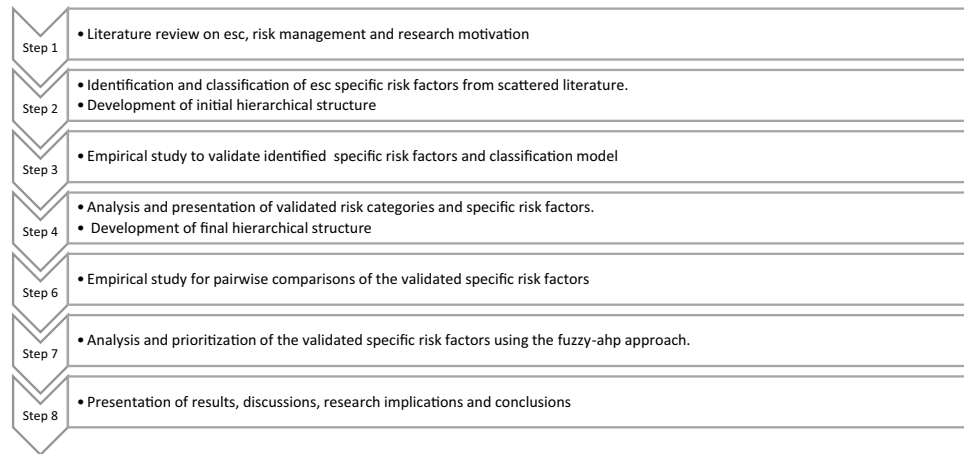 Step 1
• Literature review on esc, risk management and research motivation
Step 2
• Identification and classification of esc specific risk factors from scattered literature.
• Development of initial hierarchical structure
Step 3
• Empirical study to validate identified specific risk factors and classification model
Step 4
• Analysis and presentation of validated risk categories and specific risk factors.
• Development of final hierarchical structure
Step 6
• Empirical study for pairwise comparisons of the validated specific risk factors
Step 7
• Analysis and prioritization of the validated specific risk factors using the fuzzy-ahp approach.
Step 8
• Presentation of results, discussions, research implications and conclusions